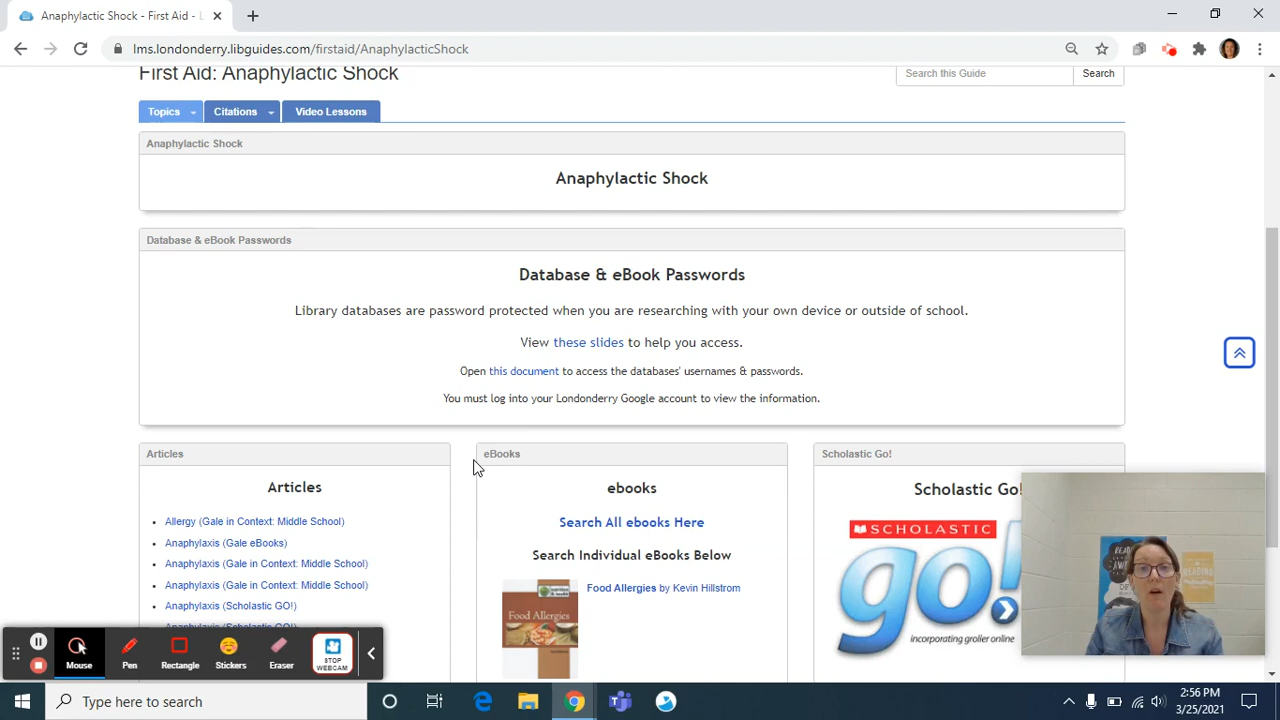 Anaphylactic Shock - First Aid - L
lms.londonderry.libguides.com/firstaid/AnaphylacticShock
First Aid: Anaphylactic Shock
Search this Guide Search
Topics Citations Video Lessons
Anaphylactic Shock
Anaphylactic Shock
Database & eBook Passwords
Database & eBook Passwords
Library databases are password protected when you are researching with your own device or outside of school.
View these slides to help you access.
Open this document to access the databases' usernames & passwords.
You must log into your Londonderry Google account to view the information.
Articles
Articles
Allergy (Gale in Context: Middle School)
Anaphylaxis (Gale eBooks)
Anaphylaxis (Gale in Context: Middle School)
Anaphylaxis (Gale in Context: Middle School)
Anaphylaxis (Scholastic GO!)
Anaphylaxis (Scholastic GO!)
eBooks
ebooks
Search All ebooks Here
Search Individual eBooks Below
Food Allergies
Food Allergies by Kevin Hillstrom
Scholastic Go!
Scholastic Go!
SCHOLASTIC
go!
incorporating grolier online
READING
Mouse Pen Rectangle Stickers Eraser STOP WEBCAM
Type here to search
2:56 PM
3/25/2021